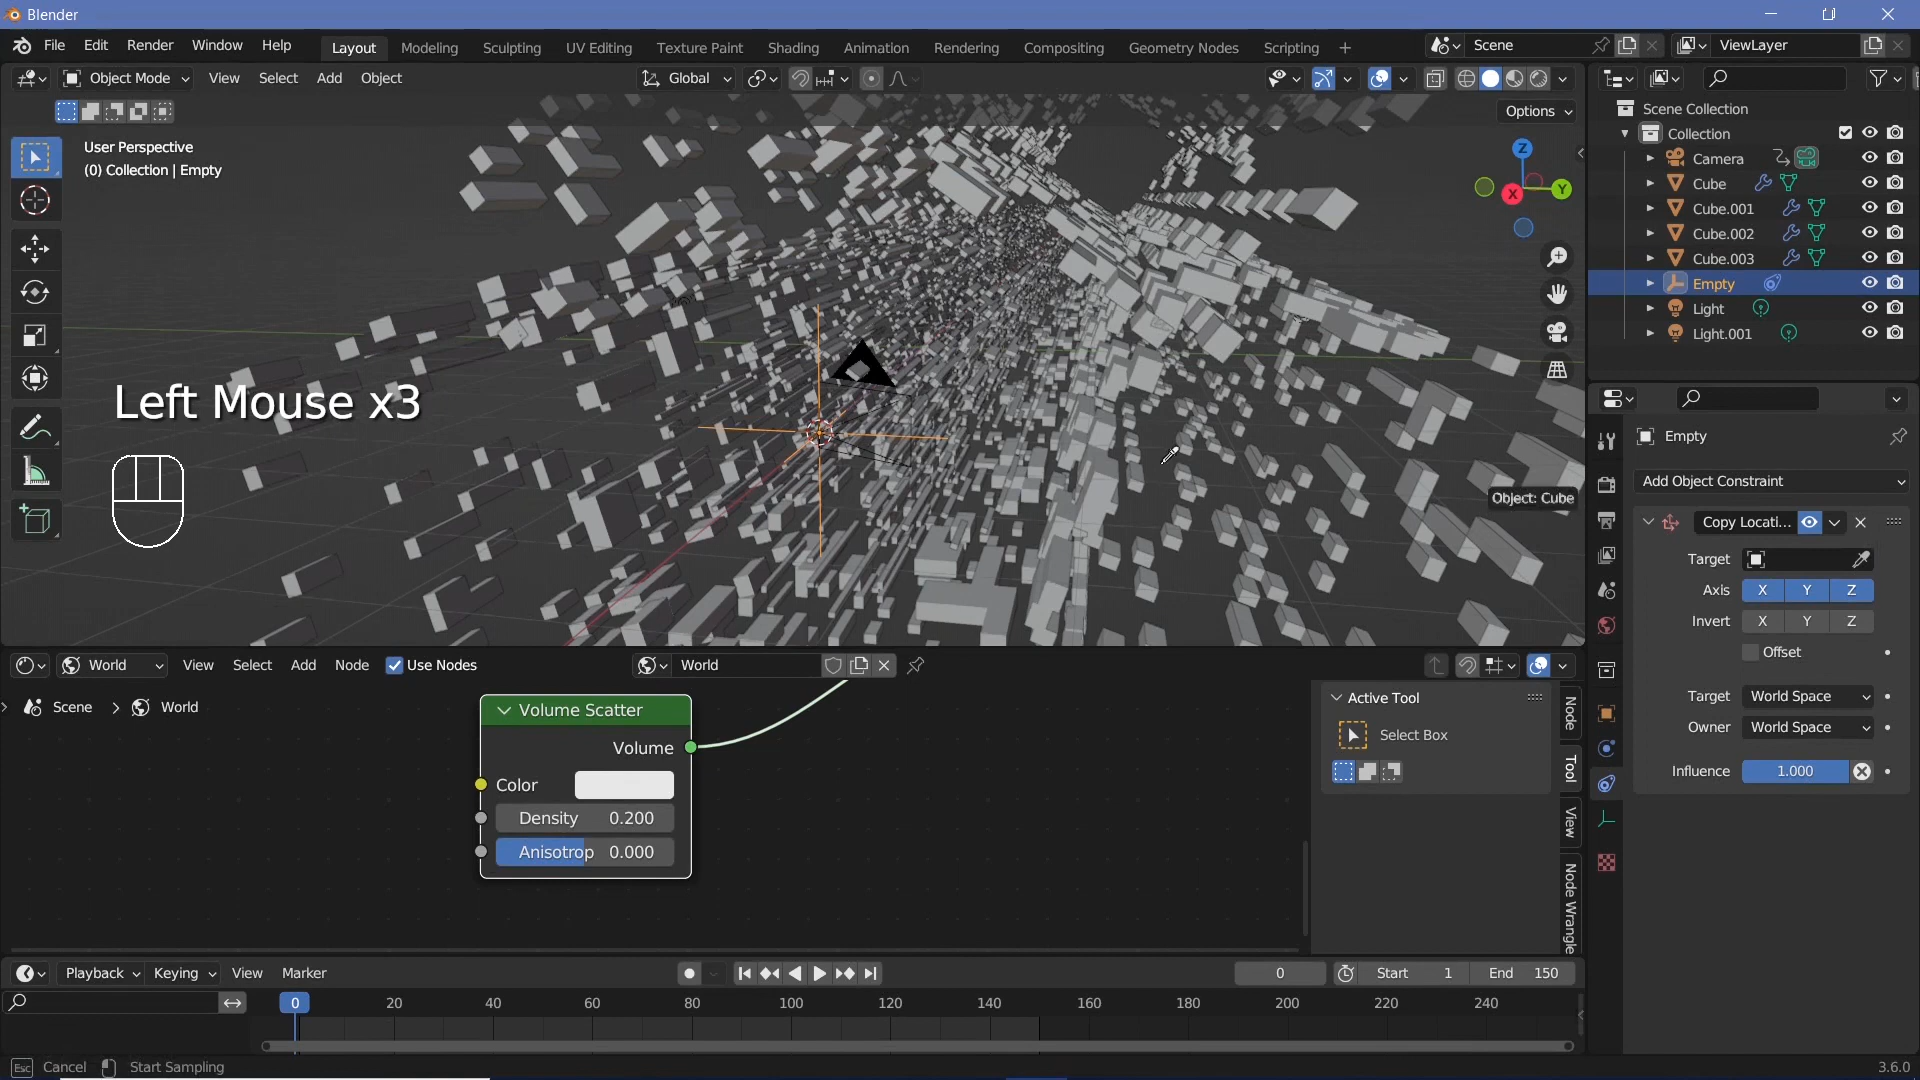 Blender
File Edit Render Window Help
Layout Modeling Sculpting UV Editing Texture Paint Shading Animation Rendering Compositing Geometry Nodes Scripting +
Scene
ViewLayer
Object Mode View Select Add Object
Global
Options
User Perspective
(0) Collection | Empty
Z
X
Y
Left Mouse x3
Object: Cube
Scene Collection
Collection
Camera
Cube
Cube.001
Cube.002
Cube.003
Empty
Light
Light.001
Empty
Add Object Constraint
Copy Locati...
Target
Axis X Y Z
Invert X Y Z
Offset
Target World Space
Owner World Space
Influence 1.000
World View Select Add Node Use Nodes World
Scene > World
Volume Scatter
Volume
Color
Density 0.200
Anisotrop 0.000
Active Tool
Select Box
Node
Tool
View
Node Wrangle
Playback Keying View Marker
0 Start 1 End 150
0 20 40 60 80 100 120 140 160 180 200 220 240
Esc Cancel Start Sampling
3.6.0